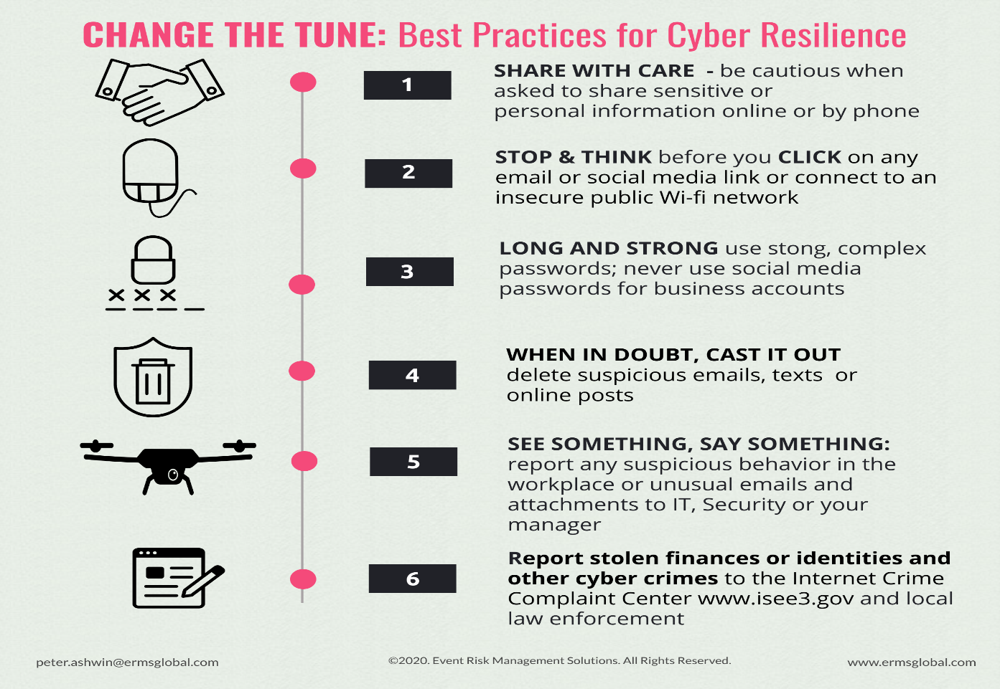 CHANGE THE TUNE: Best Practices for Cyber Resilience
1
SHARE WITH CARE  - be cautious when
asked to share sensitive or
personal information online or by phone
2
STOP & THINK before you CLICK on any
email or social media link or connect to an
insecure public Wi-fi network
3
LONG AND STRONG use stong, complex
passwords; never use social media
passwords for business accounts
4
WHEN IN DOUBT, CAST IT OUT
delete suspicious emails, texts  or
online posts
5
SEE SOMETHING, SAY SOMETHING:
report any suspicious behavior in the
workplace or unusual emails and
attachments to IT, Security or your
manager
6
Report stolen finances or identities and
other cyber crimes to the Internet Crime
Complaint Center www.isee3.gov and local
law enforcement
peter.ashwin@ermsglobal.com
©2020. Event Risk Management Solutions. All Rights Reserved.
www.ermsglobal.com